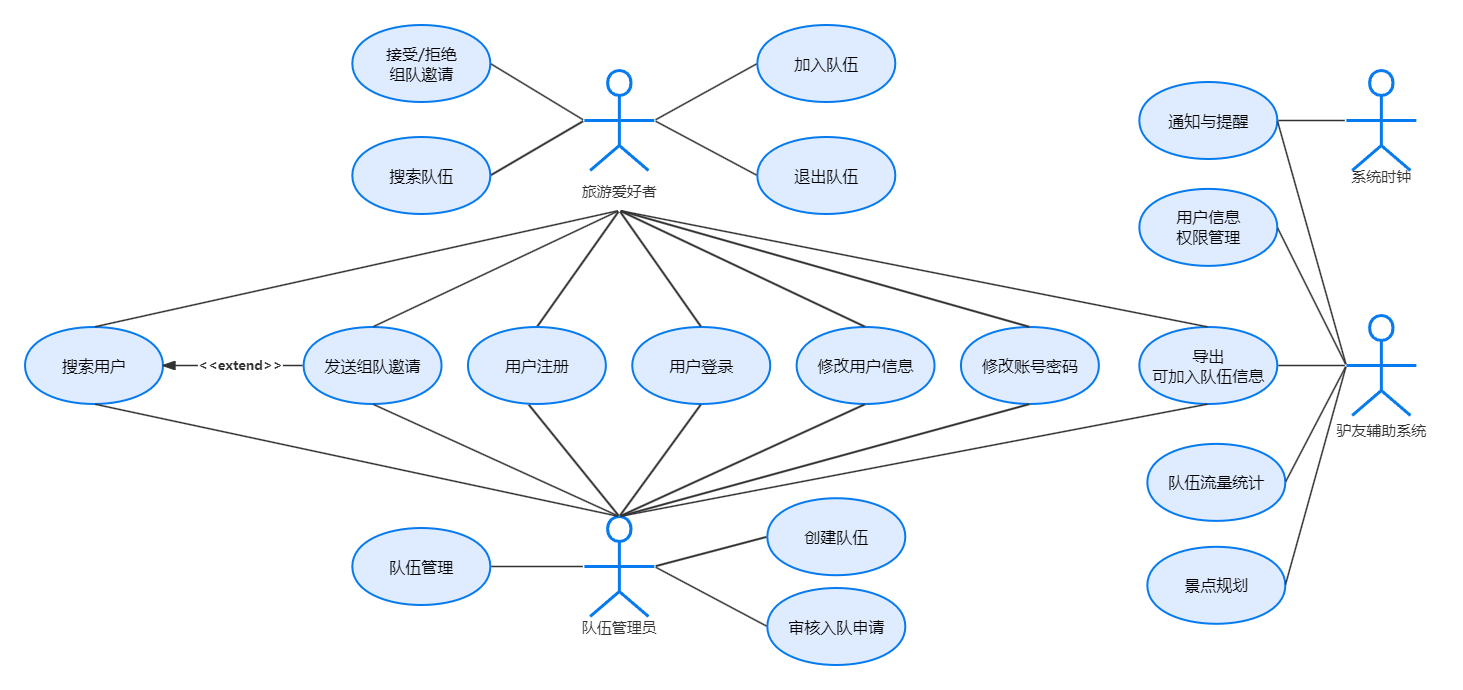 接受/拒绝
组队邀请
加入队伍
通知与提醒
搜索队伍
退出队伍
旅游爱好者
系统时钟
用户信息
权限管理
搜索用户
<<extend>>
发送组队邀请
用户注册
用户登录
修改用户信息
修改账号密码
导出
可加入队伍信息
驴友辅助系统
队伍流量统计
创建队伍
队伍管理
景点规划
队伍管理员
审核入队申请